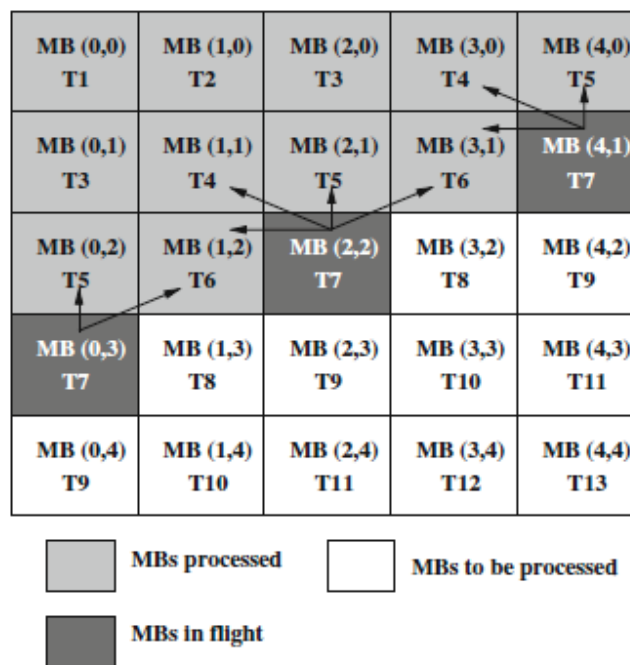 MB (0,0) MB (1,0) MB (2,0) MB (3,0) MB (4,0)
T1 T2 T3 T4 T5
MB (0,1) MB (1,1) MB (2,1) MB (3,1) MB (4,1)
T3 T4 T5 T6 T7
MB (0,2) MB (1,2) MB (2,2) MB (3,2) MB (4,2)
T5 T6 T7 T8 T9
MB (0,3) MB (1,3) MB (2,3) MB (3,3) MB (4,3)
T7 T8 T9 T10 T11
MB (0,4) MB (1,4) MB (2,4) MB (3,4) MB (4,4)
T9 T10 T11 T12 T13
MBs processed MBs to be processed
MBs in flight